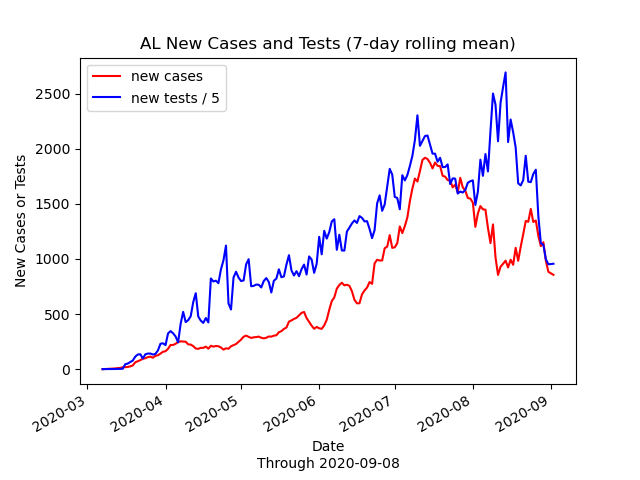 AL New Cases and Tests (7-day rolling mean)
new cases
new tests / 5
New Cases or Tests
2500
2000
1500
1000
500
0
2020-03
2020-04
2020-05
2020-06
2020-07
2020-08
2020-09
Date
Through 2020-09-08